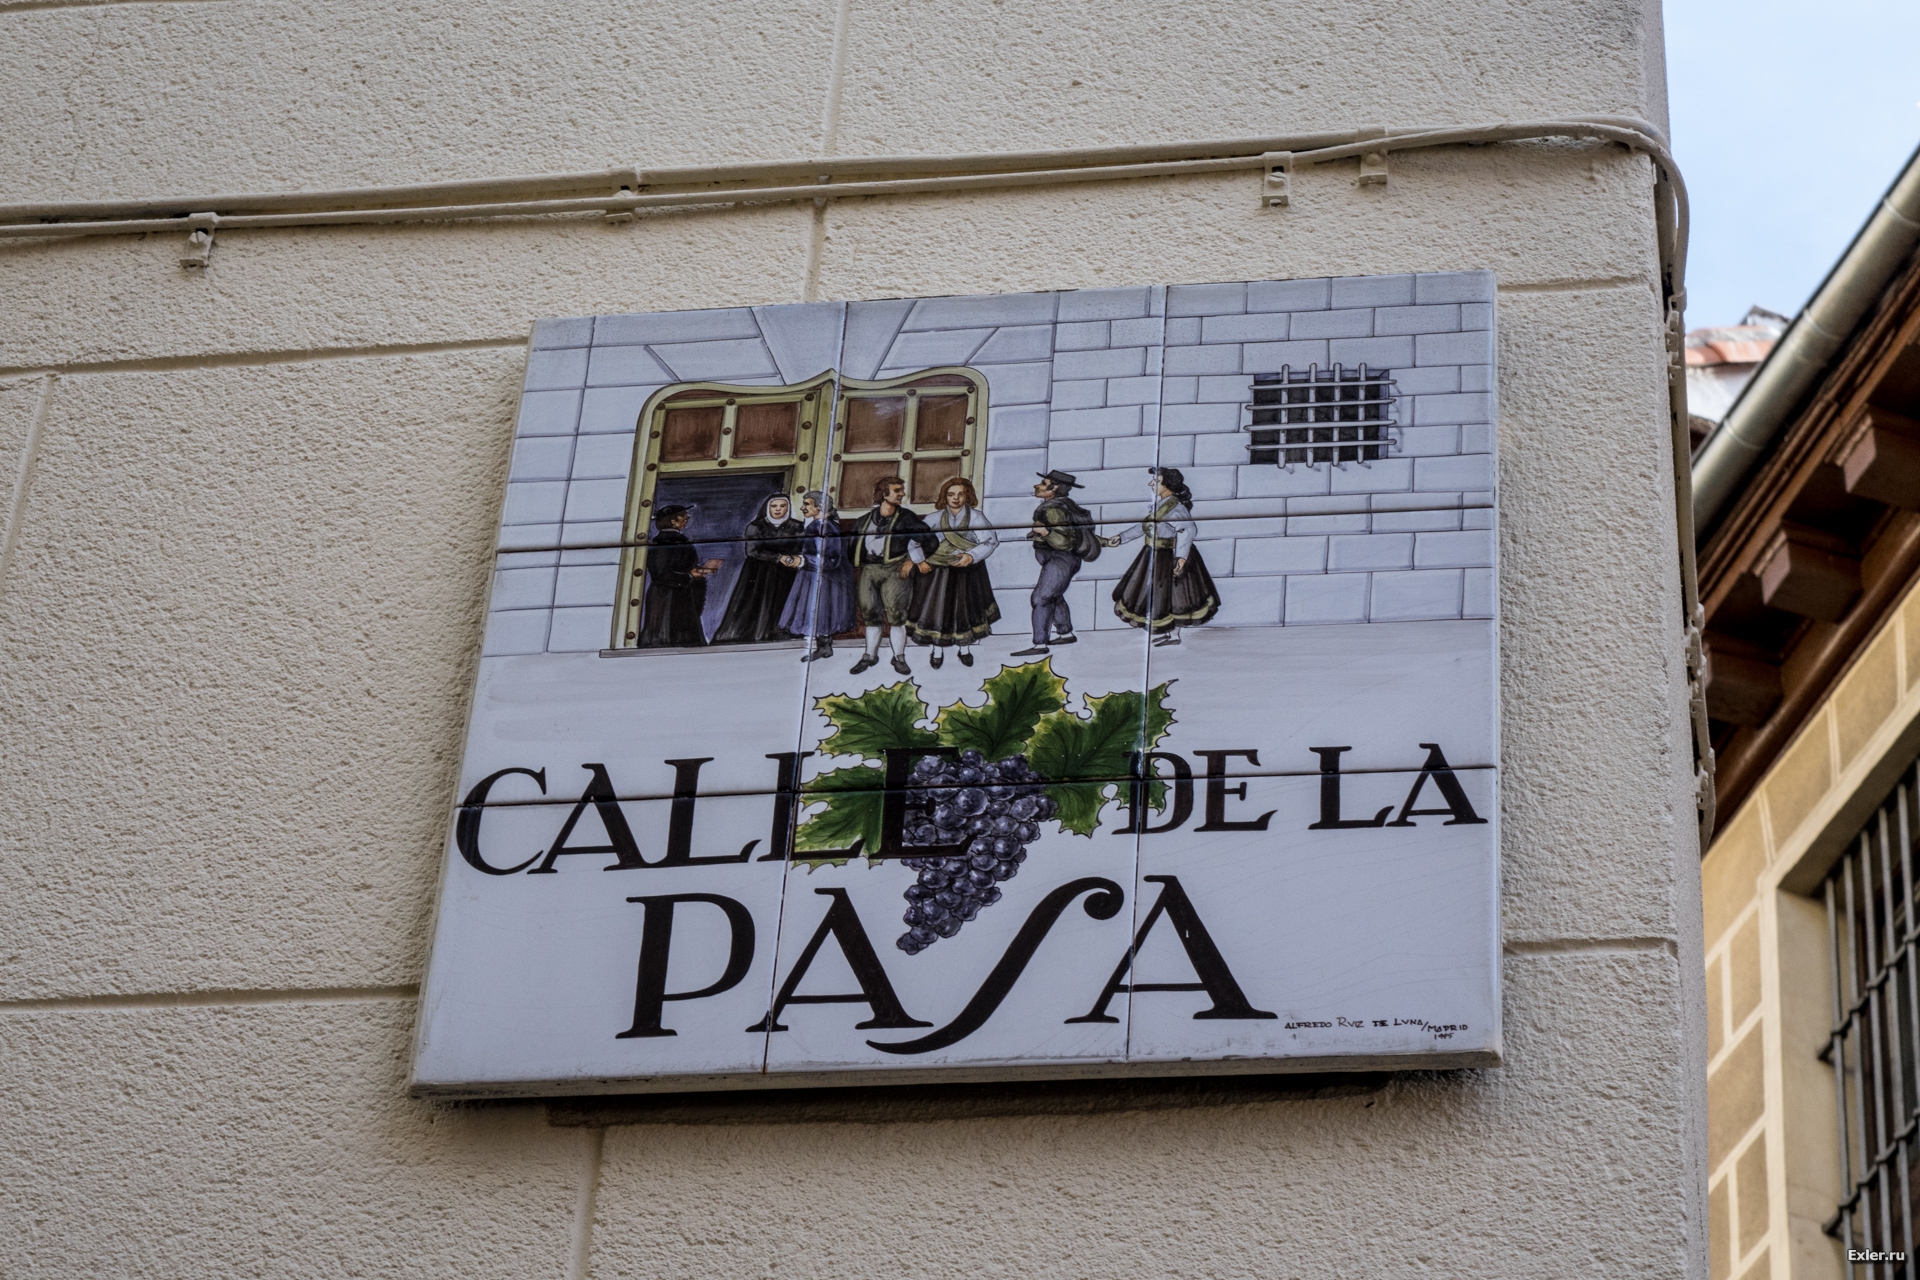 CALLE DE LA
PASA
ALFREDO RUIZ DE LUNA/MADRID
Exler.ru